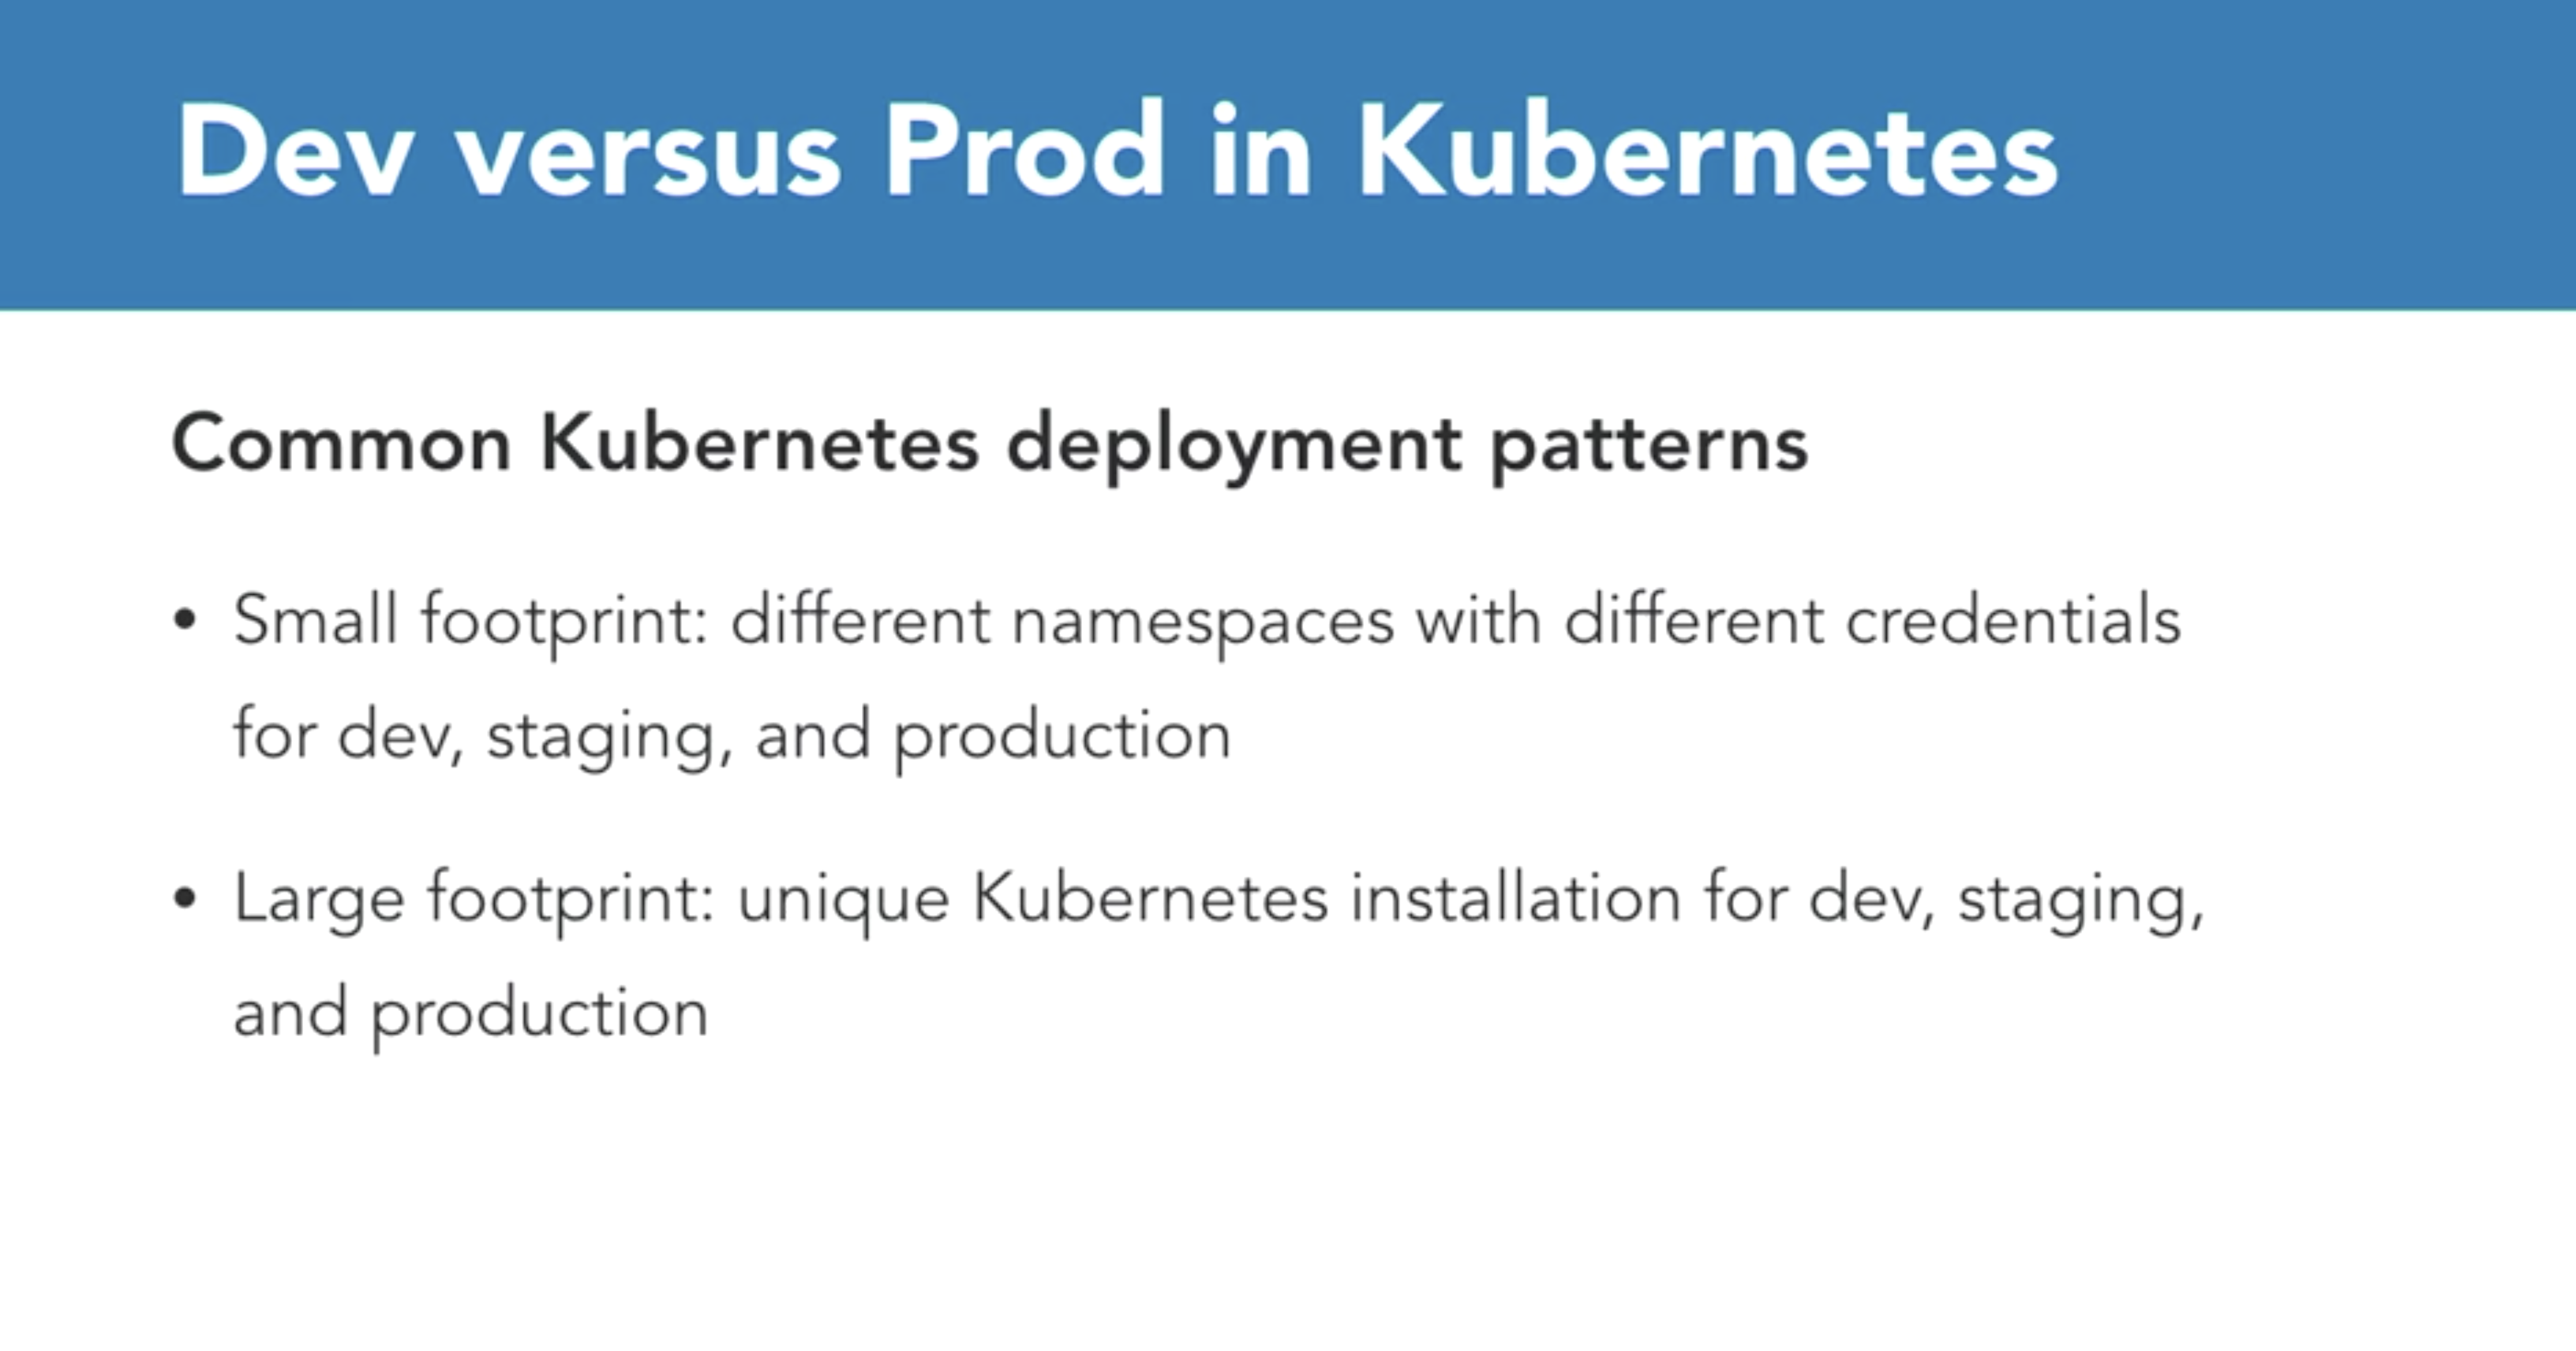 Dev versus Prod in Kubernetes
Common Kubernetes deployment patterns
• Small footprint: different namespaces with different credentials
for dev, staging, and production
• Large footprint: unique Kubernetes installation for dev, staging,
and production